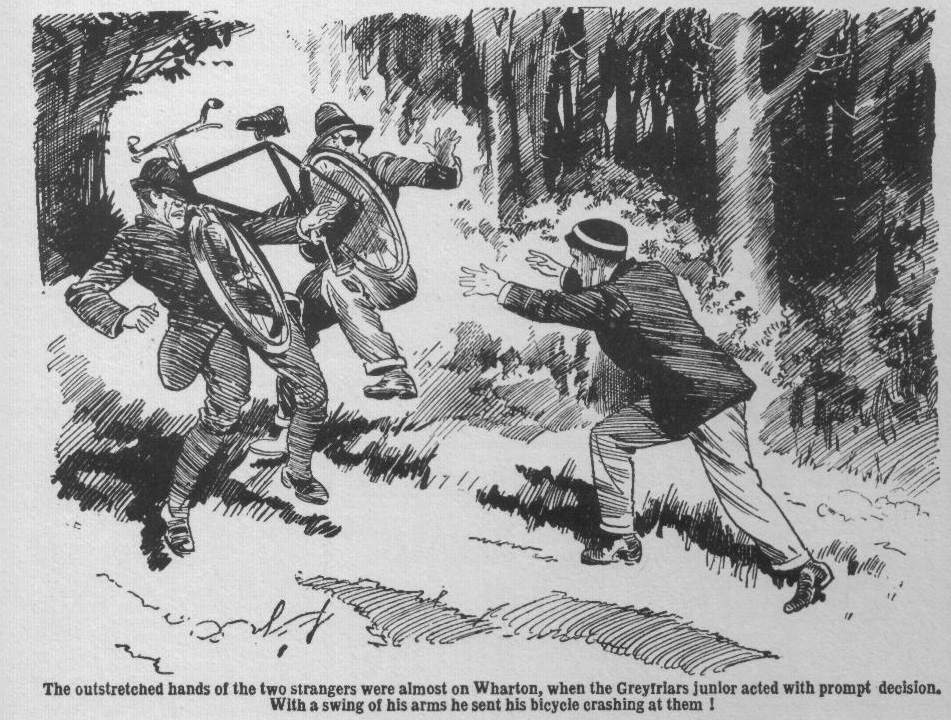 The outstretched hands of the two strangers were almost on Wharton, when the Greyfriars junior acted with prompt decision.
With a swing of his arms he sent his bicycle crashing at them !